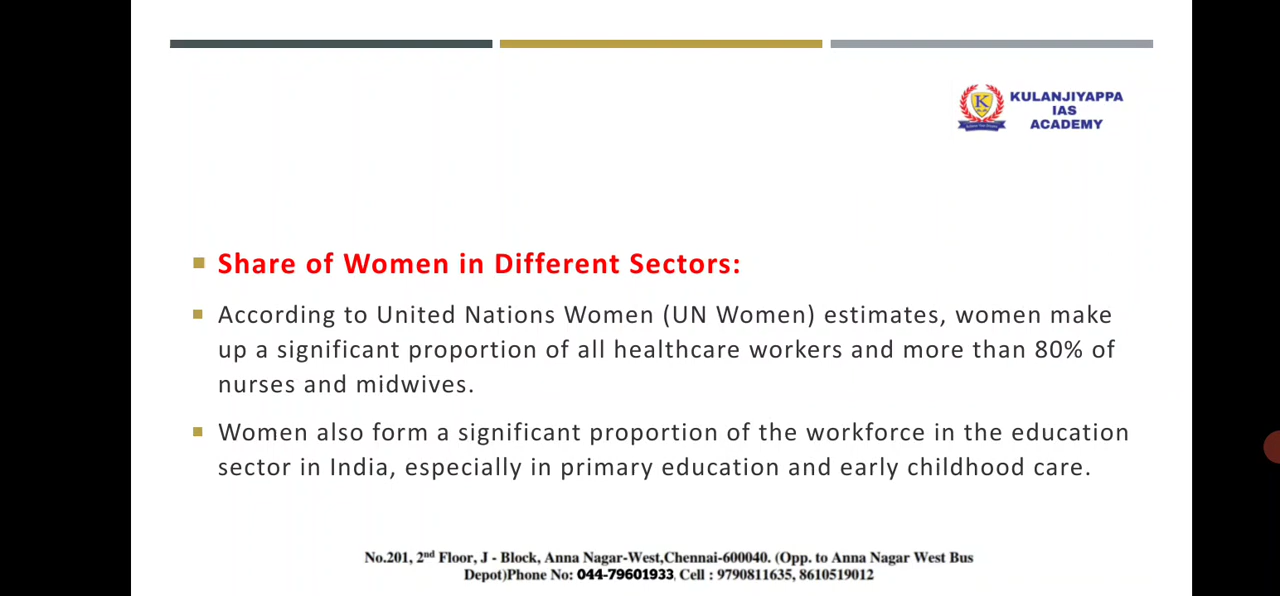 KULANJIYAPPA
IAS
ACADEMY
Share of Women in Different Sectors:
According to United Nations Women (UN Women) estimates, women make
up a significant proportion of all healthcare workers and more than 80% of
nurses and midwives.
Women also form a significant proportion of the workforce in the education
sector in India, especially in primary education and early childhood care.
No.201, 2nd Floor, J - Block, Anna Nagar-West,Chennai-600040. (Opp. to Anna Nagar West Bus
Depot)Phone No: 044-79601933, Cell : 9790811635, 8610519012